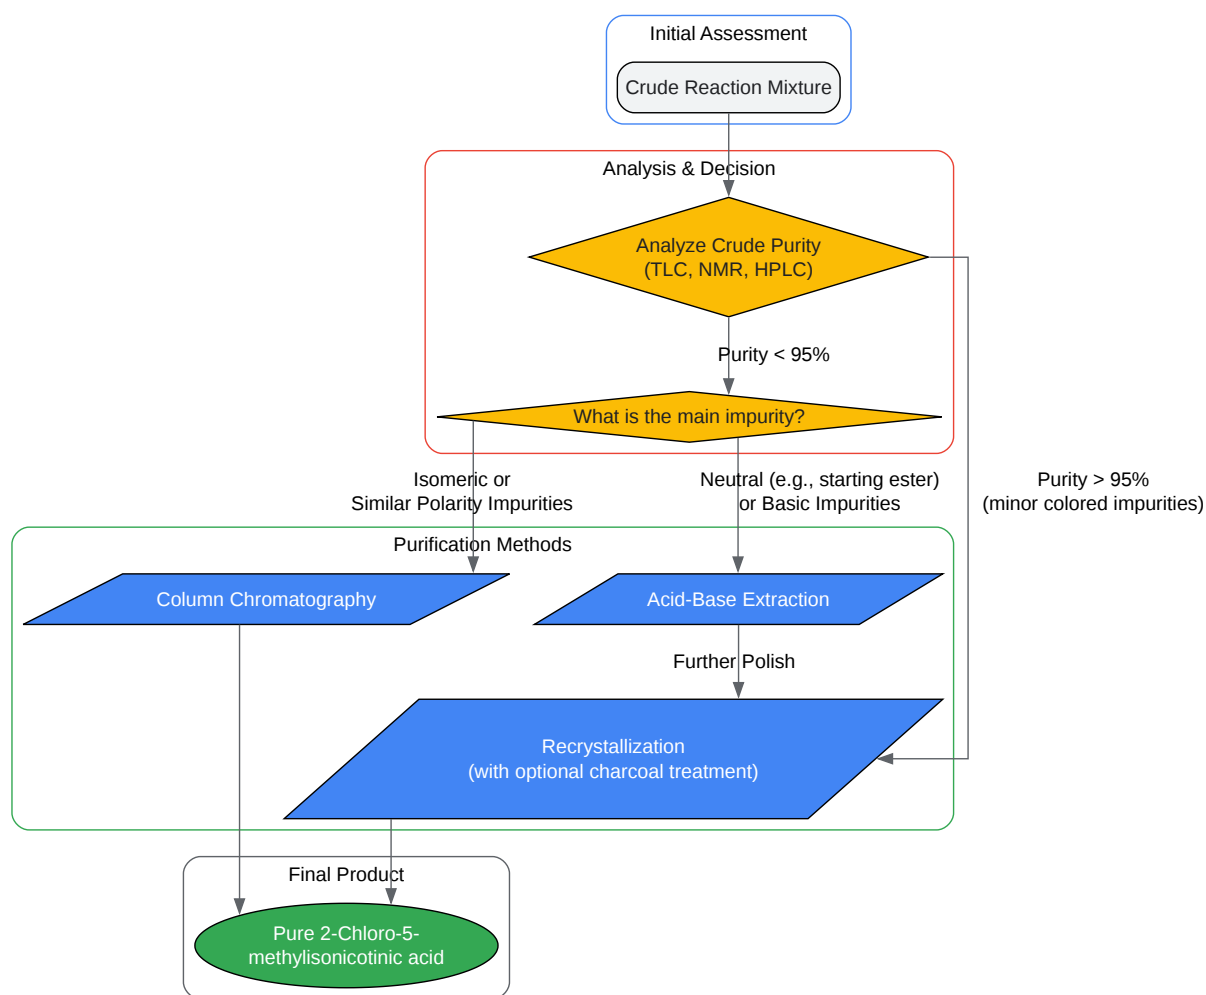 Initial Assessment
Crude Reaction Mixture
Analysis & Decision
Analyze Crude Purity
(TLC, NMR, HPLC)
Purity < 95%
What is the main impurity?
Isomeric or
Similar Polarity Impurities
Neutral (e.g., starting ester)
or Basic Impurities
Purity > 95%
(minor colored impurities)
Purification Methods
Column Chromatography
Acid-Base Extraction
Further Polish
Recrystallization
(with optional charcoal treatment)
Final Product
Pure 2-Chloro-5-
methylisonicotinic acid